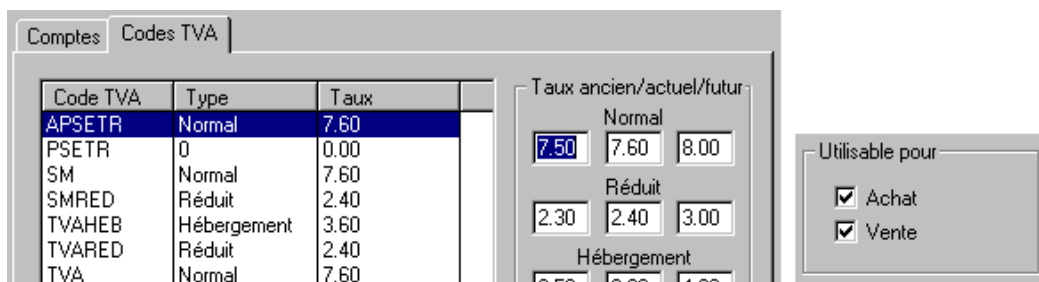 Comptes Codes TVA
Code TVA Type Taux
APSETR Normal 7.60
PSETR 0 0.00
SM Normal 7.60
SMRED Réduit 2.40
TVAHEB Hébergement 3.60
TVARED Réduit 2.40
TVA Normal 7.60
Taux ancien/actuel/futur
Normal
7.50 7.60 8.00
Réduit
2.30 2.40 3.00
Hébergement
Utilisable pour
Achat
Vente